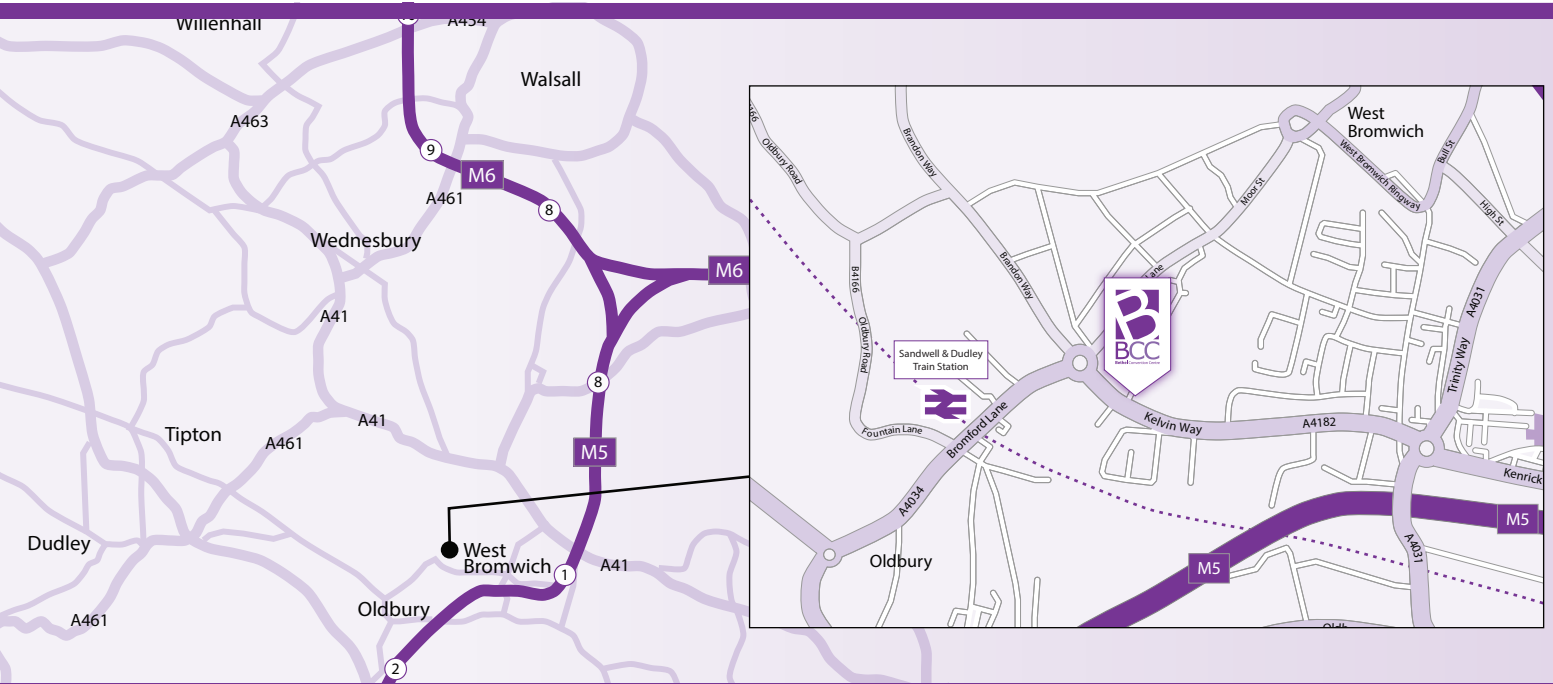 Willenhall
A454
Walsall
A463
9
M6
A461
8
Wednesbury
M6
A41
8
A41
Tipton
A461
M5
Dudley
West
Bromwich
1
A41
Oldbury
A461
2
West
Bromwich
Oldbury Road
Brandon Way
West Bromwich Ringway
Bull St
Moor St
High St
B4166
Brandon Way
Lane
A4031
BCC
Bethel Convention Centre
Oldbury Road
Sandwell & Dudley
Train Station
Trinity Way
Fountain Lane
Bromford Lane
Kelvin Way
A4182
Kenrick
A4034
M5
Oldbury
M5
A4031